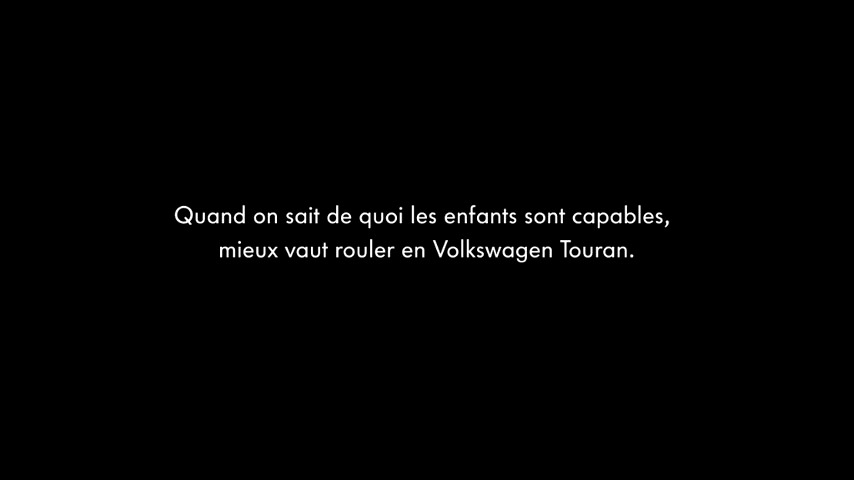 Quand on sait de quoi les enfants sont capables,
mieux vaut rouler en Volkswagen Touran.